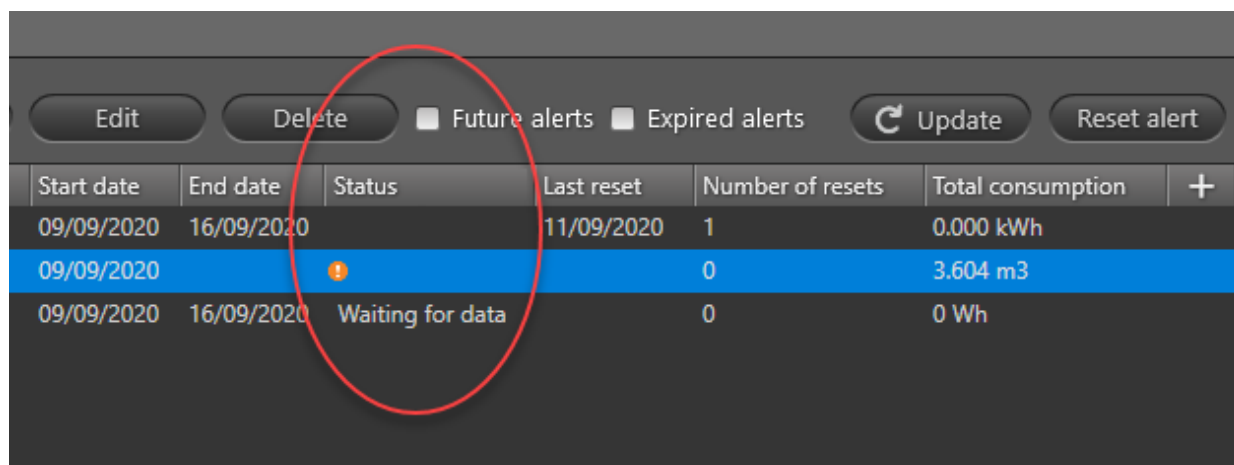 Edit Delete Future alerts Expired alerts Update Reset alert
Start date End date Status Last reset Number of resets Total consumption +
09/09/2020 16/09/2020 11/09/2020 1 0.000 kWh
09/09/2020 0 3.604 m3
09/09/2020 16/09/2020 Waiting for data 0 0 Wh